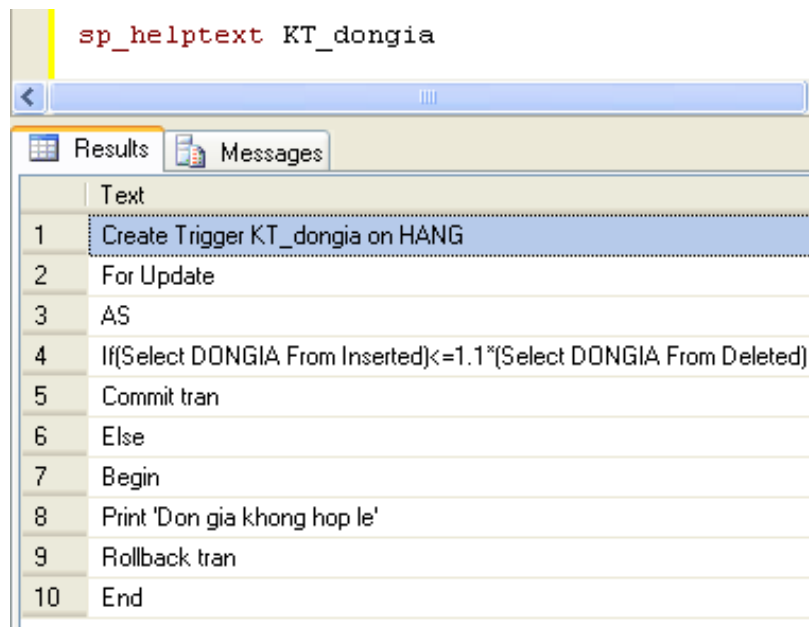 sp_helptext KT_dongia
Results Messages
Text
1 Create Trigger KT_dongia on HANG
2 For Update
3 AS
4 If(Select DONGIA From Inserted)<=1.1*(Select DONGIA From Deleted)
5 Commit tran
6 Else
7 Begin
8 Print 'Don gia khong hop le'
9 Rollback tran
10 End